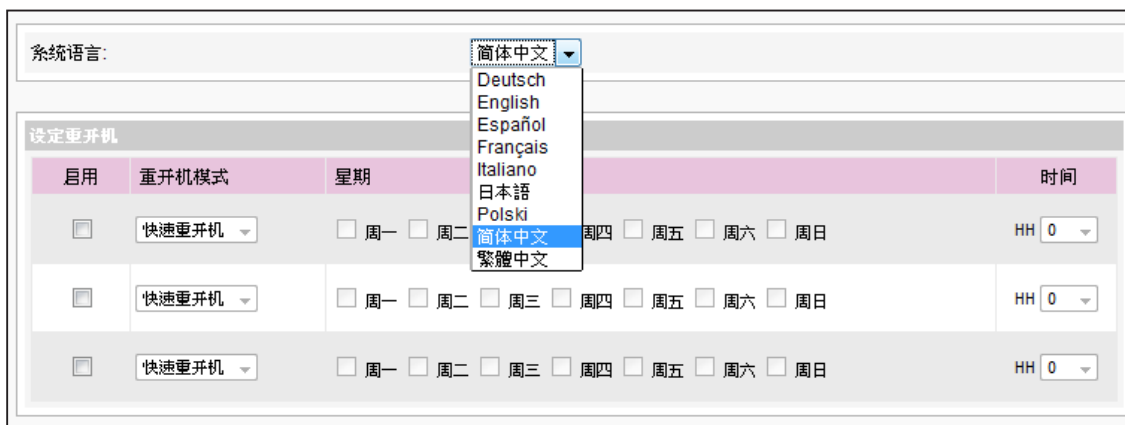 系统语言: 简体中文
Deutsch
English
Español
Français
Italiano
日本語
Polski
简体中文
繁體中文
设定重开机
启用 重开机模式 星期 时间
快速重开机 周一 周二 周四 周五 周六 周日 HH 0
快速重开机 周一 周二 周三 周四 周五 周六 周日 HH 0
快速重开机 周一 周二 周三 周四 周五 周六 周日 HH 0